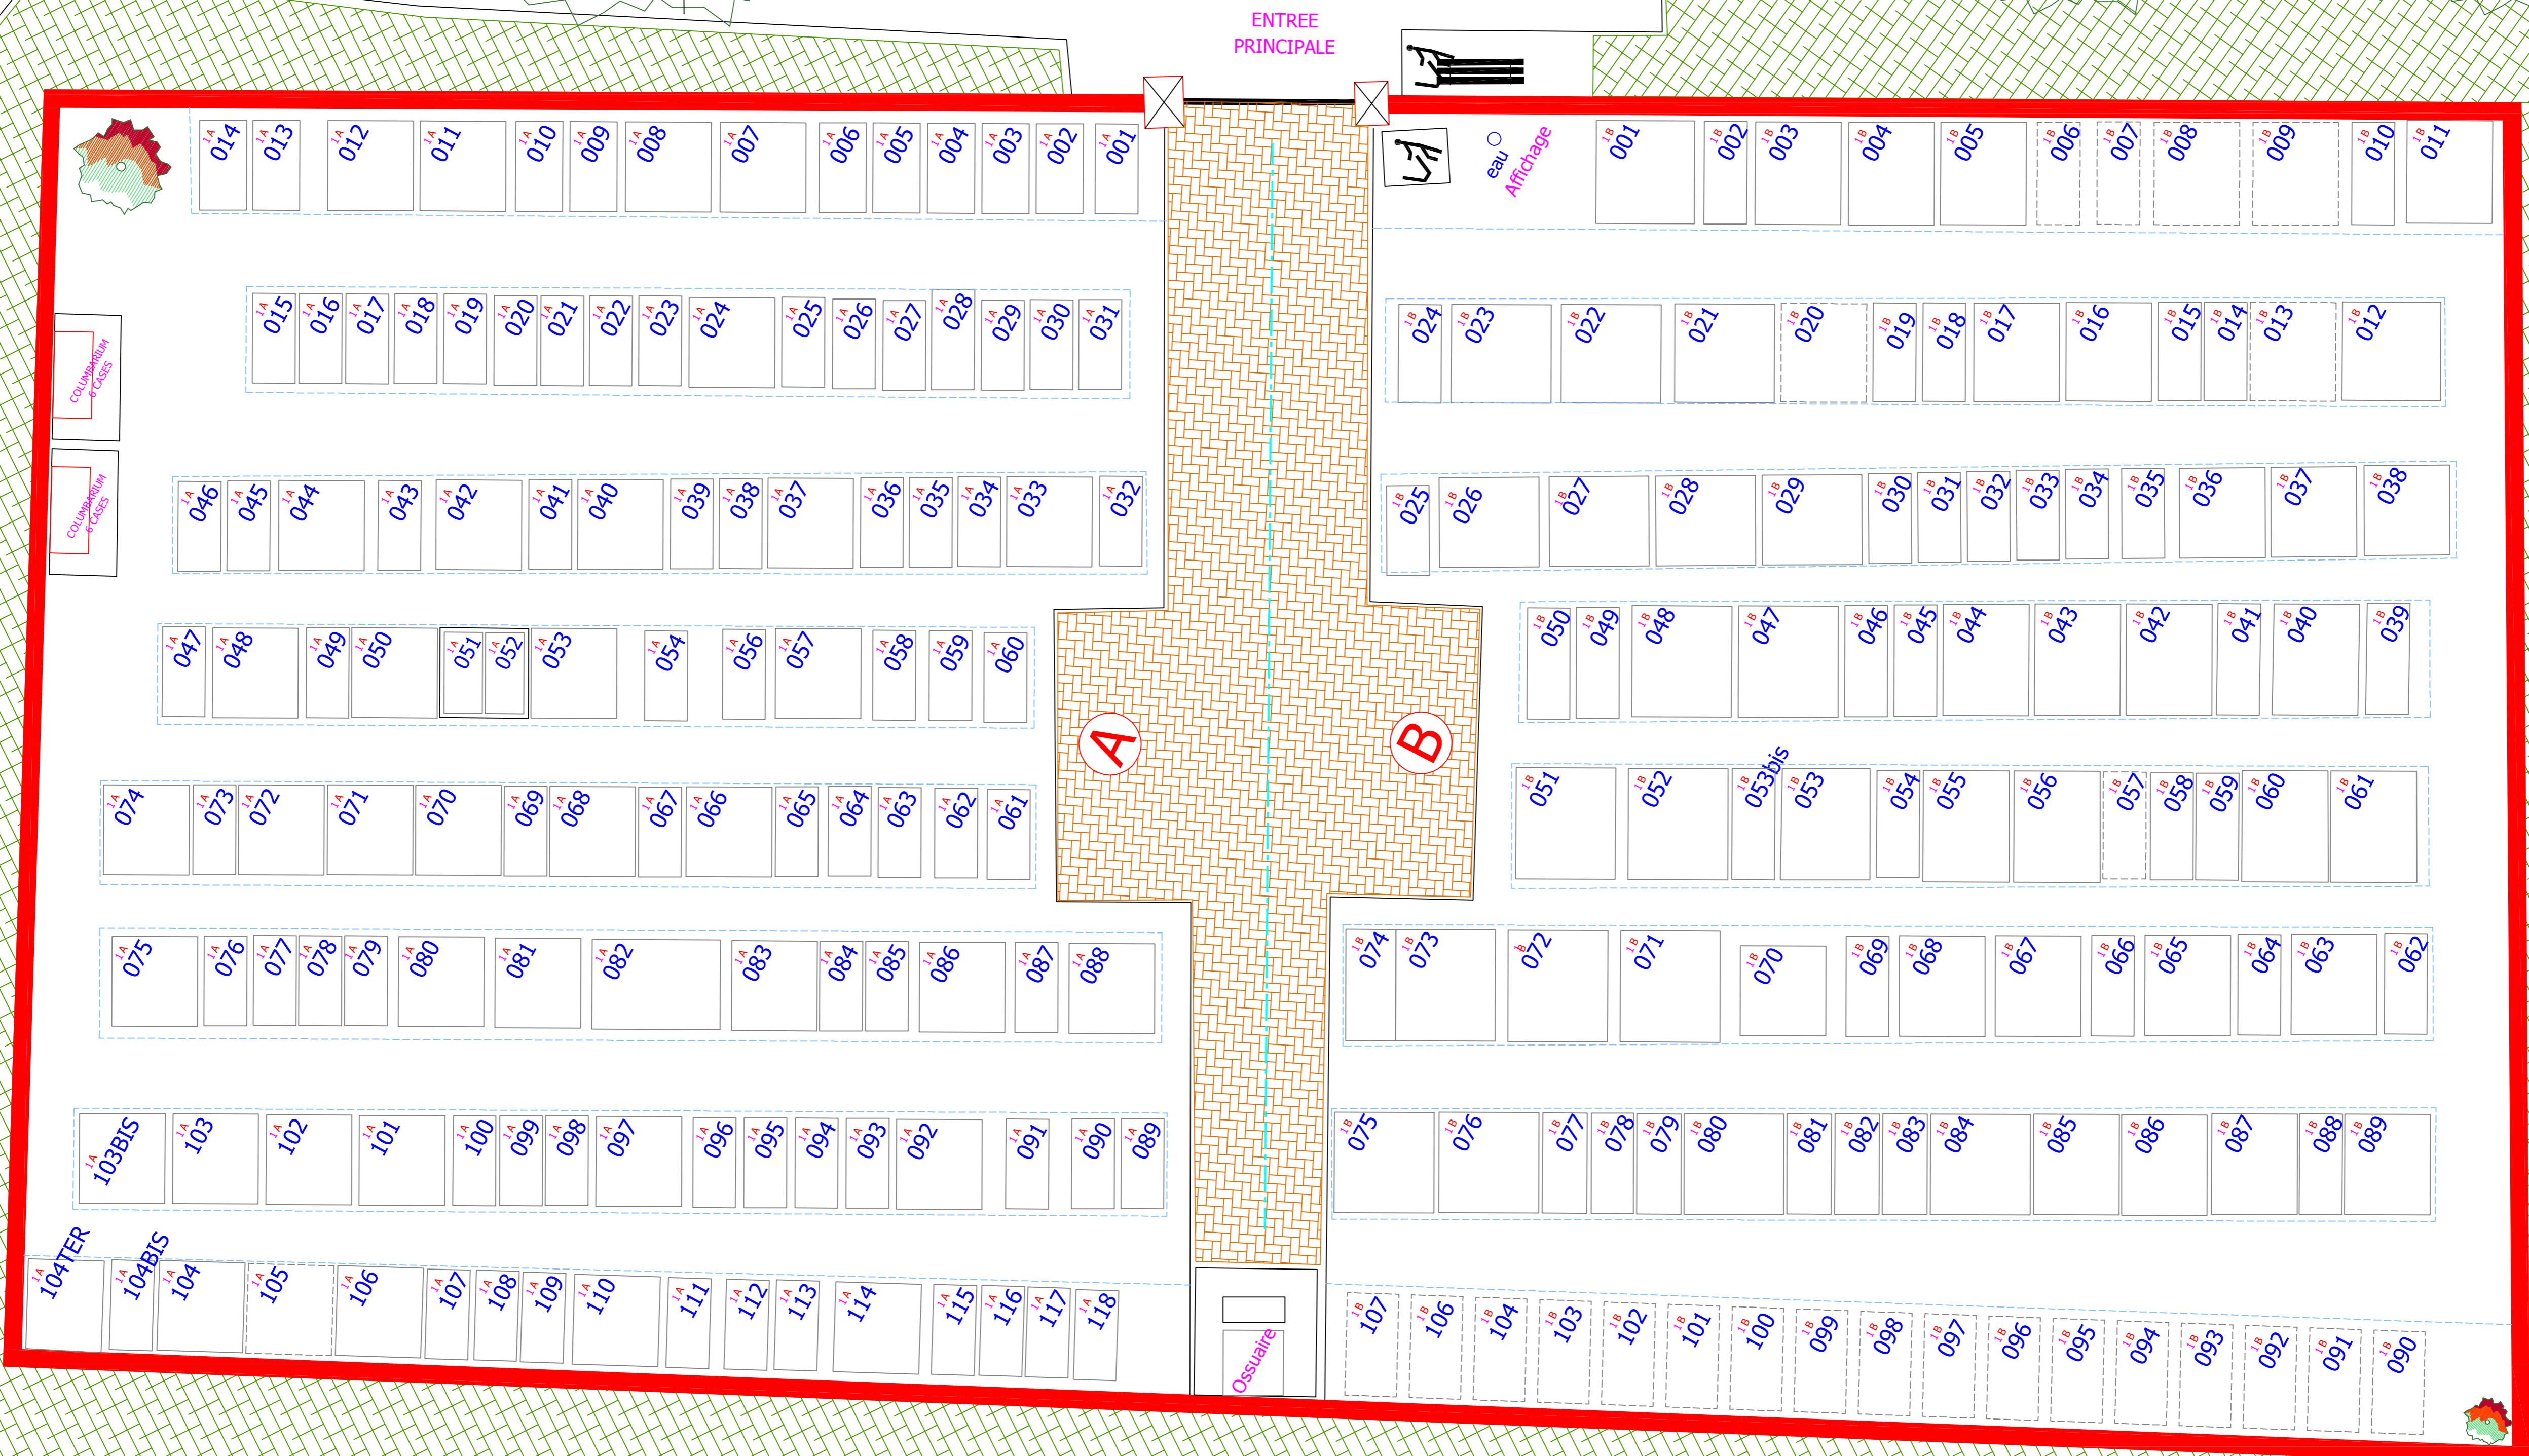 ENTREE
PRINCIPALE
1A 014 1A 013 1A 012 1A 011 1A 010 1A 009 1A 008 1A 007 1A 006 1A 005 1A 004 1A 003 1A 002 1A 001
eau
Affichage
1B 001 1B 002 1B 003 1B 004 1B 005 1B 006 1B 007 1B 008 1B 009 1B 010 1B 011
1A 015 1A 016 1A 017 1A 018 1A 019 1A 020 1A 021 1A 022 1A 023 1A 024 1A 025 1A 026 1A 027 1A 028 1A 029 1A 030 1A 031
1B 024 1B 023 1B 022 1B 021 1B 020 1B 019 1B 018 1B 017 1B 016 1B 015 1B 014 1B 013 1B 012
COLUMBARIUM
6 CASES
COLUMBARIUM
6 CASES
1A 046 1A 045 1A 044 1A 043 1A 042 1A 041 1A 040 1A 039 1A 038 1A 037 1A 036 1A 035 1A 034 1A 033 1A 032
1B 025 1B 026 1B 027 1B 028 1B 029 1B 030 1B 031 1B 032 1B 033 1B 034 1B 035 1B 036 1B 037 1B 038
1A 047 1A 048 1A 049 1A 050 1A 051 1A 052 1A 053 1A 054 1A 056 1A 057 1A 058 1A 059 1A 060
1B 050 1B 049 1B 048 1B 047 1B 046 1B 045 1B 044 1B 043 1B 042 1B 041 1B 040 1B 039
A
B
1A 074 1A 073 1A 072 1A 071 1A 070 1A 069 1A 068 1A 067 1A 066 1A 065 1A 064 1A 063 1A 062 1A 061
1B 051 1B 052 1B 053bis 1B 053 1B 054 1B 055 1B 056 1B 057 1B 058 1B 059 1B 060 1B 061
1A 075 1A 076 1A 077 1A 078 1A 079 1A 080 1A 081 1A 082 1A 083 1A 084 1A 085 1A 086 1A 087 1A 088
1B 074 1B 073 1B 072 1B 071 1B 070 1B 069 1B 068 1B 067 1B 066 1B 065 1B 064 1B 063 1B 062
1A 103BIS 1A 103 1A 102 1A 101 1A 100 1A 099 1A 098 1A 097 1A 096 1A 095 1A 094 1A 093 1A 092 1A 091 1A 090 1A 089
1B 075 1B 076 1B 077 1B 078 1B 079 1B 080 1B 081 1B 082 1B 083 1B 084 1B 085 1B 086 1B 087 1B 088 1B 089
1A 104TER 1A 104BIS 1A 104 1A 105 1A 106 1A 107 1A 108 1A 109 1A 110 1A 111 1A 112 1A 113 1A 114 1A 115 1A 116 1A 117 1A 118
Ossuaire
1B 107 1B 106 1B 104 1B 103 1B 102 1B 101 1B 100 1B 099 1B 098 1B 097 1B 096 1B 095 1B 094 1B 093 1B 092 1B 091 1B 090